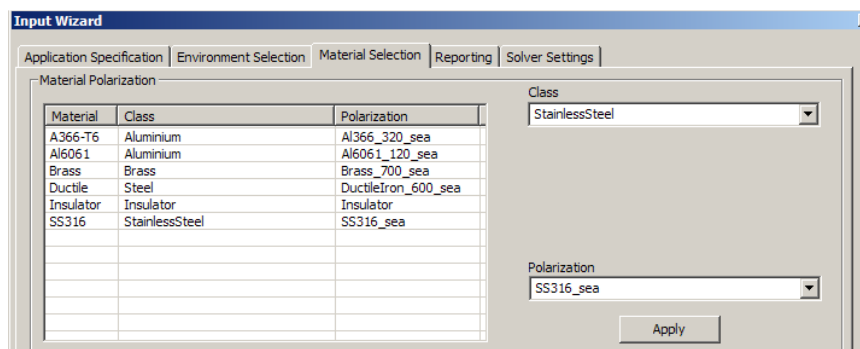 Input Wizard
Application Specification Environment Selection Material Selection Reporting Solver Settings
Material Polarization
Class
StainlessSteel
Material Class Polarization
A366-T6 Aluminium Al366_320_sea
Al6061 Aluminium Al6061_120_sea
Brass Brass Brass_700_sea
Ductile Steel DuctileIron_600_sea
Insulator Insulator Insulator
SS316 StainlessSteel SS316_sea
Polarization
SS316_sea
Apply